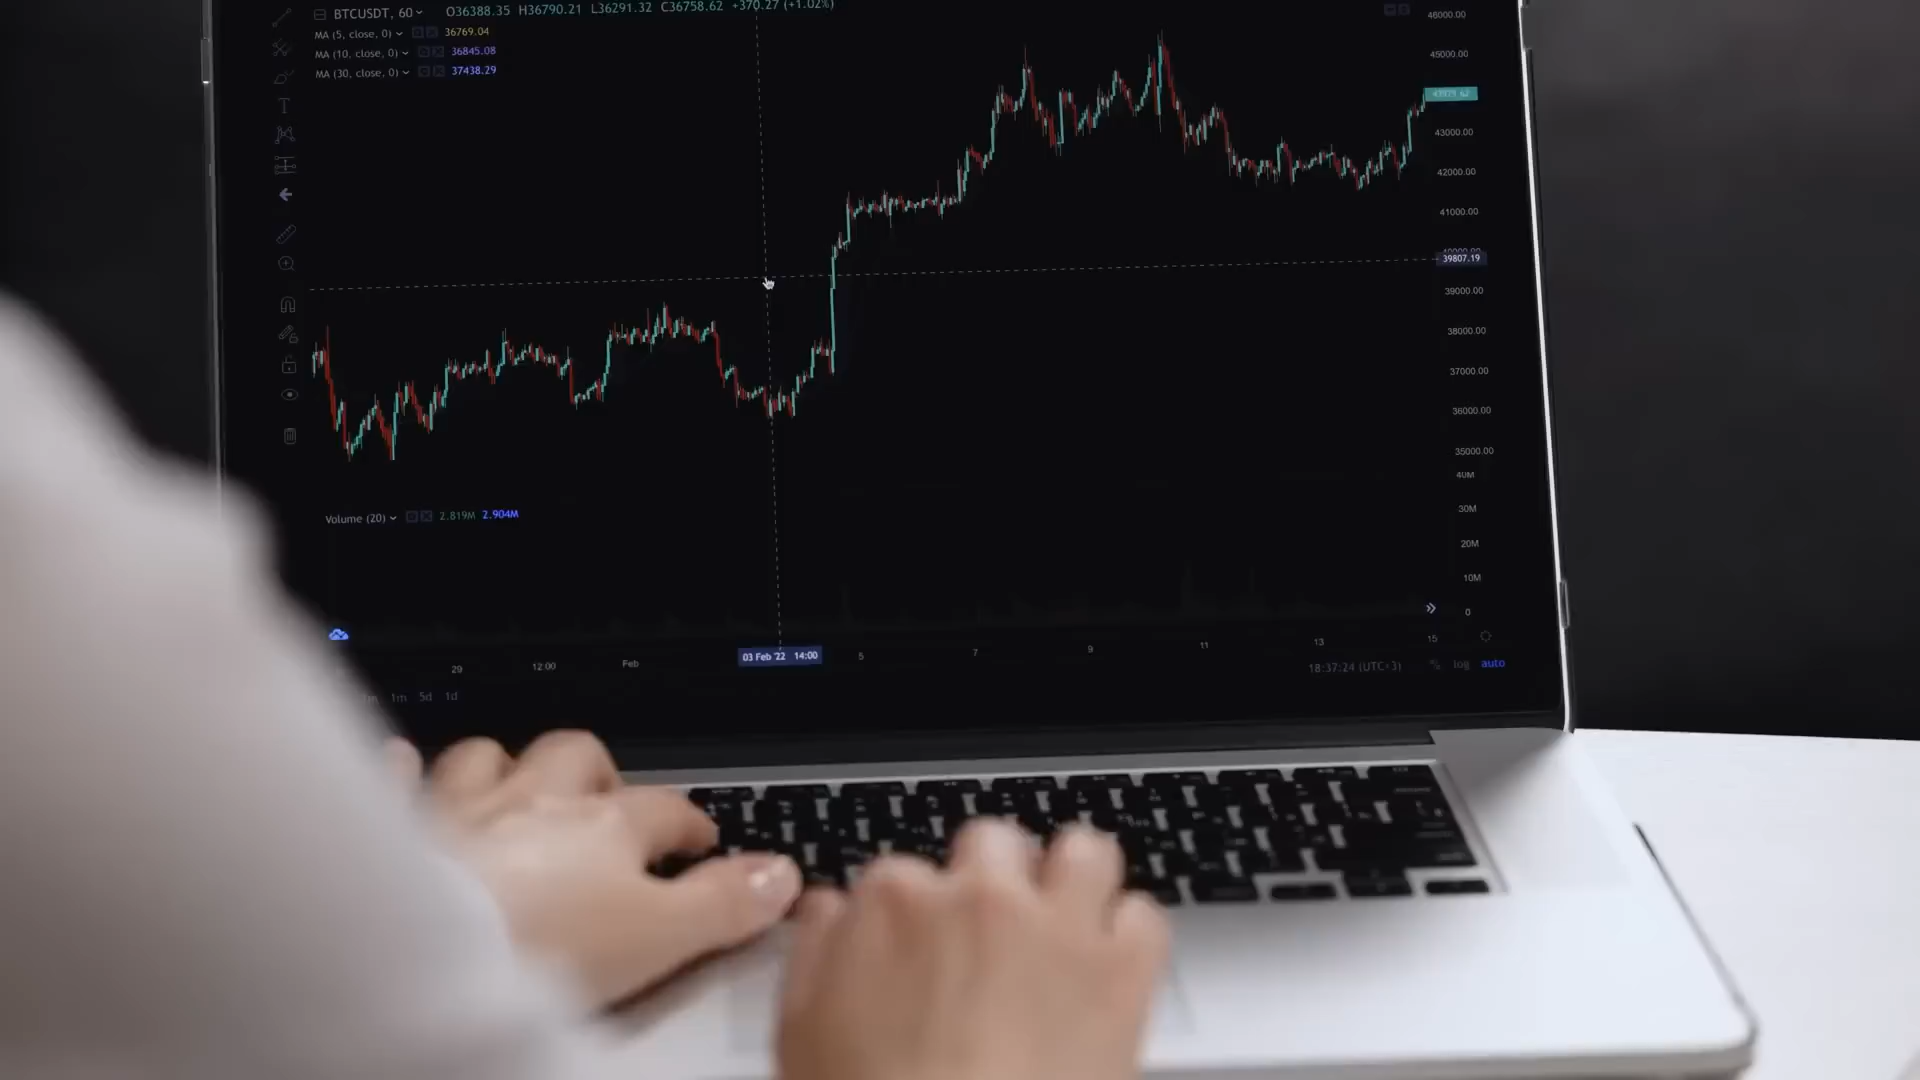 BTCUSDT, 60 O36388.35 H36790.21 L36291.32 C36758.62 +370.27 (+1.02%)
MA (5, close, 0) 36769.04
MA (10, close, 0) 36845.08
MA (30, close, 0) 37438.29
46000.00
45000.00
43979.62
43000.00
42000.00
41000.00
40000.00
39807.19
39000.00
38000.00
37000.00
36000.00
35000.00
Volume (20) 2.819M 2.904M
40M
30M
20M
10M
0
29 12:00 Feb 03 Feb '22 14:00 5 7 9 11 13 15
18:37:24 (UTC+3) % log auto
1m 5d 1d